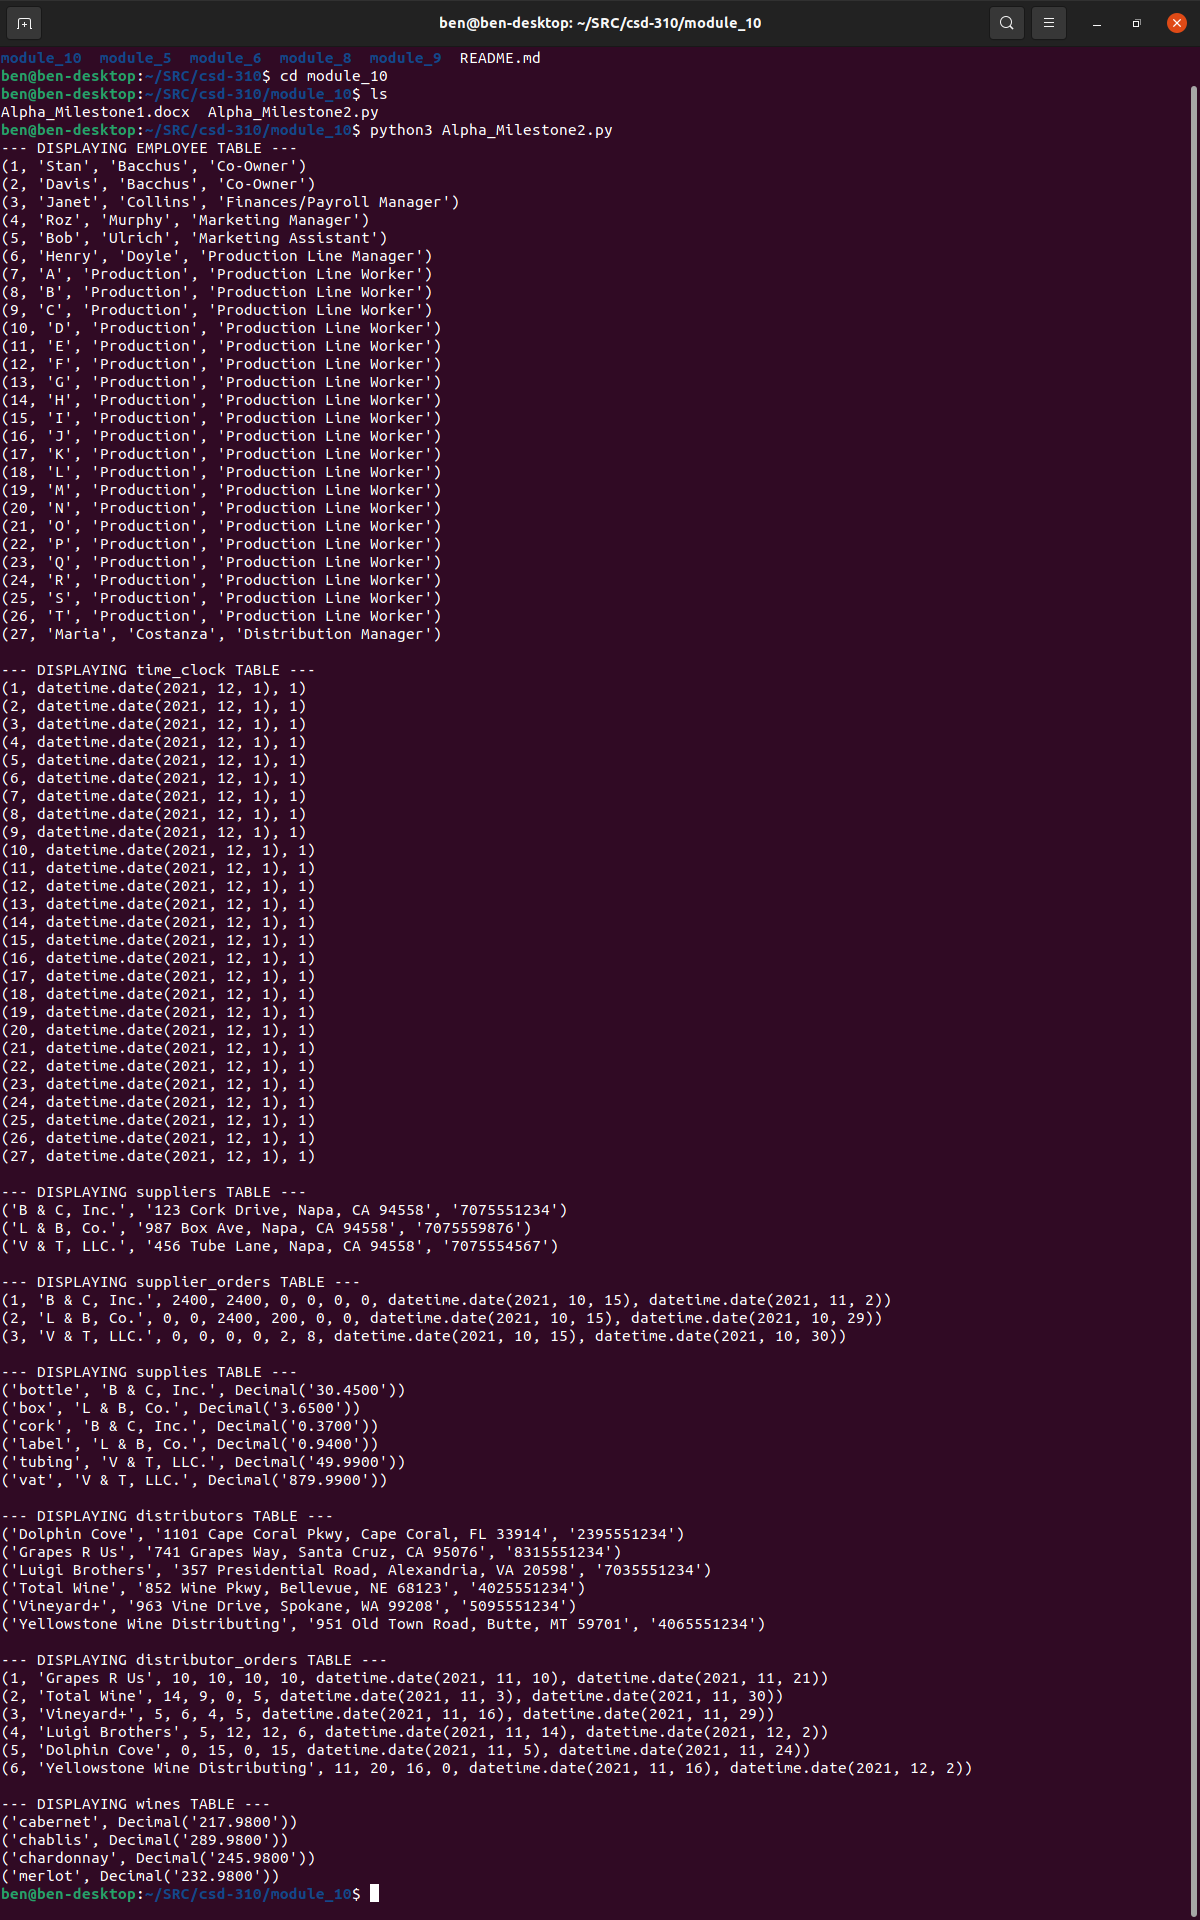 ben@ben-desktop: ~/SRC/csd-310/module_10
module_10  module_5  module_6  module_8  module_9  README.md
ben@ben-desktop:~/SRC/csd-310$ cd module_10
ben@ben-desktop:~/SRC/csd-310/module_10$ ls
Alpha_Milestone1.docx  Alpha_Milestone2.py
ben@ben-desktop:~/SRC/csd-310/module_10$ python3 Alpha_Milestone2.py
--- DISPLAYING EMPLOYEE TABLE ---
(1, 'Stan', 'Bacchus', 'Co-Owner')
(2, 'Davis', 'Bacchus', 'Co-Owner')
(3, 'Janet', 'Collins', 'Finances/Payroll Manager')
(4, 'Roz', 'Murphy', 'Marketing Manager')
(5, 'Bob', 'Ulrich', 'Marketing Assistant')
(6, 'Henry', 'Doyle', 'Production Line Manager')
(7, 'A', 'Production', 'Production Line Worker')
(8, 'B', 'Production', 'Production Line Worker')
(9, 'C', 'Production', 'Production Line Worker')
(10, 'D', 'Production', 'Production Line Worker')
(11, 'E', 'Production', 'Production Line Worker')
(12, 'F', 'Production', 'Production Line Worker')
(13, 'G', 'Production', 'Production Line Worker')
(14, 'H', 'Production', 'Production Line Worker')
(15, 'I', 'Production', 'Production Line Worker')
(16, 'J', 'Production', 'Production Line Worker')
(17, 'K', 'Production', 'Production Line Worker')
(18, 'L', 'Production', 'Production Line Worker')
(19, 'M', 'Production', 'Production Line Worker')
(20, 'N', 'Production', 'Production Line Worker')
(21, 'O', 'Production', 'Production Line Worker')
(22, 'P', 'Production', 'Production Line Worker')
(23, 'Q', 'Production', 'Production Line Worker')
(24, 'R', 'Production', 'Production Line Worker')
(25, 'S', 'Production', 'Production Line Worker')
(26, 'T', 'Production', 'Production Line Worker')
(27, 'Maria', 'Costanza', 'Distribution Manager')

--- DISPLAYING time_clock TABLE ---
(1, datetime.date(2021, 12, 1), 1)
(2, datetime.date(2021, 12, 1), 1)
(3, datetime.date(2021, 12, 1), 1)
(4, datetime.date(2021, 12, 1), 1)
(5, datetime.date(2021, 12, 1), 1)
(6, datetime.date(2021, 12, 1), 1)
(7, datetime.date(2021, 12, 1), 1)
(8, datetime.date(2021, 12, 1), 1)
(9, datetime.date(2021, 12, 1), 1)
(10, datetime.date(2021, 12, 1), 1)
(11, datetime.date(2021, 12, 1), 1)
(12, datetime.date(2021, 12, 1), 1)
(13, datetime.date(2021, 12, 1), 1)
(14, datetime.date(2021, 12, 1), 1)
(15, datetime.date(2021, 12, 1), 1)
(16, datetime.date(2021, 12, 1), 1)
(17, datetime.date(2021, 12, 1), 1)
(18, datetime.date(2021, 12, 1), 1)
(19, datetime.date(2021, 12, 1), 1)
(20, datetime.date(2021, 12, 1), 1)
(21, datetime.date(2021, 12, 1), 1)
(22, datetime.date(2021, 12, 1), 1)
(23, datetime.date(2021, 12, 1), 1)
(24, datetime.date(2021, 12, 1), 1)
(25, datetime.date(2021, 12, 1), 1)
(26, datetime.date(2021, 12, 1), 1)
(27, datetime.date(2021, 12, 1), 1)

--- DISPLAYING suppliers TABLE ---
('B & C, Inc.', '123 Cork Drive, Napa, CA 94558', '7075551234')
('L & B, Co.', '987 Box Ave, Napa, CA 94558', '7075559876')
('V & T, LLC.', '456 Tube Lane, Napa, CA 94558', '7075554567')

--- DISPLAYING supplier_orders TABLE ---
(1, 'B & C, Inc.', 2400, 2400, 0, 0, 0, 0, datetime.date(2021, 10, 15), datetime.date(2021, 11, 2))
(2, 'L & B, Co.', 0, 0, 2400, 200, 0, 0, datetime.date(2021, 10, 15), datetime.date(2021, 10, 29))
(3, 'V & T, LLC.', 0, 0, 0, 0, 2, 8, datetime.date(2021, 10, 15), datetime.date(2021, 10, 30))

--- DISPLAYING supplies TABLE ---
('bottle', 'B & C, Inc.', Decimal('30.4500'))
('box', 'L & B, Co.', Decimal('3.6500'))
('cork', 'B & C, Inc.', Decimal('0.3700'))
('label', 'L & B, Co.', Decimal('0.9400'))
('tubing', 'V & T, LLC.', Decimal('49.9900'))
('vat', 'V & T, LLC.', Decimal('879.9900'))

--- DISPLAYING distributors TABLE ---
('Dolphin Cove', '1101 Cape Coral Pkwy, Cape Coral, FL 33914', '2395551234')
('Grapes R Us', '741 Grapes Way, Santa Cruz, CA 95076', '8315551234')
('Luigi Brothers', '357 Presidential Road, Alexandria, VA 20598', '7035551234')
('Total Wine', '852 Wine Pkwy, Bellevue, NE 68123', '4025551234')
('Vineyard+', '963 Vine Drive, Spokane, WA 99208', '5095551234')
('Yellowstone Wine Distributing', '951 Old Town Road, Butte, MT 59701', '4065551234')

--- DISPLAYING distributor_orders TABLE ---
(1, 'Grapes R Us', 10, 10, 10, 10, datetime.date(2021, 11, 10), datetime.date(2021, 11, 21))
(2, 'Total Wine', 14, 9, 0, 5, datetime.date(2021, 11, 3), datetime.date(2021, 11, 30))
(3, 'Vineyard+', 5, 6, 4, 5, datetime.date(2021, 11, 16), datetime.date(2021, 11, 29))
(4, 'Luigi Brothers', 5, 12, 12, 6, datetime.date(2021, 11, 14), datetime.date(2021, 12, 2))
(5, 'Dolphin Cove', 0, 15, 0, 15, datetime.date(2021, 11, 5), datetime.date(2021, 11, 24))
(6, 'Yellowstone Wine Distributing', 11, 20, 16, 0, datetime.date(2021, 11, 16), datetime.date(2021, 12, 2))

--- DISPLAYING wines TABLE ---
('cabernet', Decimal('217.9800'))
('chablis', Decimal('289.9800'))
('chardonnay', Decimal('245.9800'))
('merlot', Decimal('232.9800'))
ben@ben-desktop:~/SRC/csd-310/module_10$